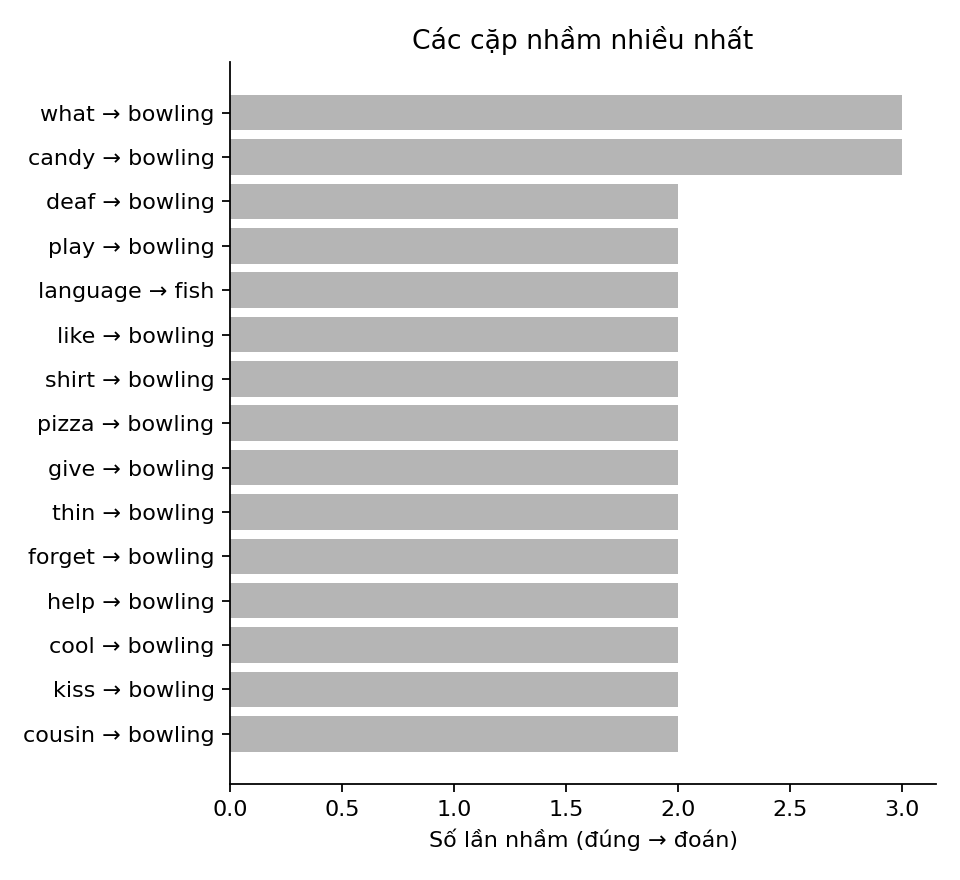 Các cặp nhầm nhiều nhất
what → bowling
candy → bowling
deaf → bowling
play → bowling
language → fish
like → bowling
shirt → bowling
pizza → bowling
give → bowling
thin → bowling
forget → bowling
help → bowling
cool → bowling
kiss → bowling
cousin → bowling
0.0 0.5 1.0 1.5 2.0 2.5 3.0
Số lần nhầm (đúng → đoán)